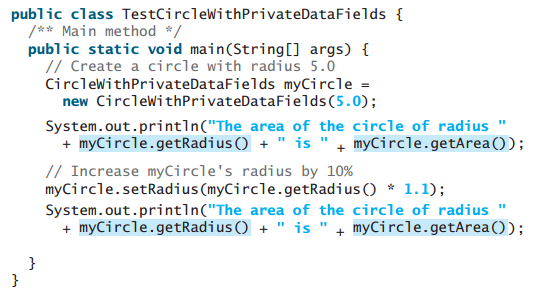 public class TestCircleWithPrivateDataFields {
/** Main method */
public static void main(String[] args) {
// Create a circle with radius 5.0
CircleWithPrivateDataFields myCircle =
new CircleWithPrivateDataFields(5.0);
System.out.println("The area of the circle of radius "
+ myCircle.getRadius() + " is " + myCircle.getArea());
// Increase myCircle's radius by 10%
myCircle.setRadius(myCircle.getRadius() * 1.1);
System.out.println("The area of the circle of radius "
+ myCircle.getRadius() + " is " + myCircle.getArea());
}
}